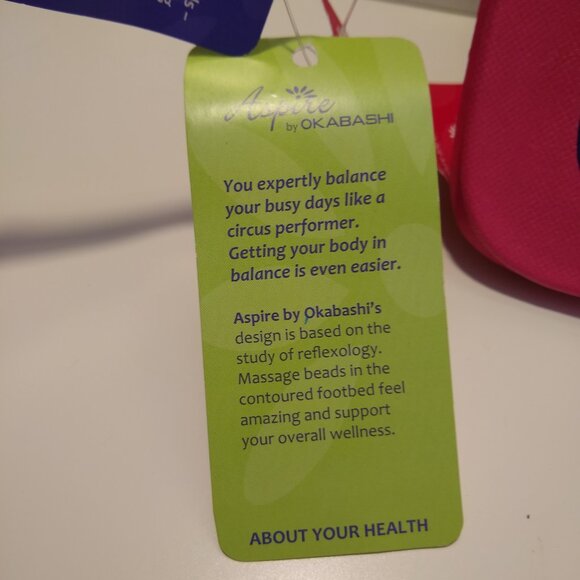 Aspire
by OKABASHI
You expertly balance
your busy days like a
circus performer.
Getting your body in
balance is even easier.
Aspire by Okabashi's
design is based on the
study of reflexology.
Massage beads in the
contoured footbed feel
amazing and support
your overall wellness.
ABOUT YOUR HEALTH